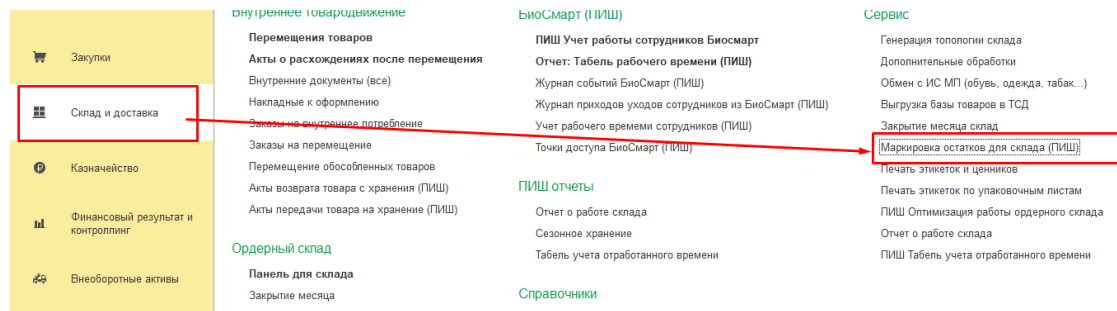 Закупки
Склад и доставка
Казначейство
Финансовый результат и
контроллинг
Внеоборотные активы
Внутреннее товародвижение
Перемещения товаров
Акты о расхождениях после перемещения
Внутренние документы (все)
Накладные к оформлению
Заказы на внутреннее потребление
Заказы на перемещение
Перемещение обособленных товаров
Акты возврата товара с хранения (ПИШ)
Акты передачи товара на хранение (ПИШ)
Ордерный склад
Панель для склада
Закрытие месяца
БиоСмарт (ПИШ)
ПИШ Учет работы сотрудников Биосмарт
Отчет: Табель рабочего времени (ПИШ)
Журнал событий БиоСмарт (ПИШ)
Журнал приходов уходов сотрудников из БиоСмарт (ПИШ)
Учет рабочего времеми сотрудников (ПИШ)
Точки доступа БиоСмарт (ПИШ)
ПИШ отчеты
Отчет о работе склада
Сезонное хранение
Табель учета отработанного времени
Справочники
Сервис
Генерация топологии склада
Дополнительные обработки
Обмен с ИС МП (обувь, одежда, табак...)
Выгрузка базы товаров в ТСД
Закрытие месяца склад
Маркировка остатков для склада (ПИШ)
Печать этикеток и ценников
Печать этикеток по упаковочным листам
ПИШ Оптимизация работы ордерного склада
Отчет о работе склада
ПИШ Табель учета отработанного времени